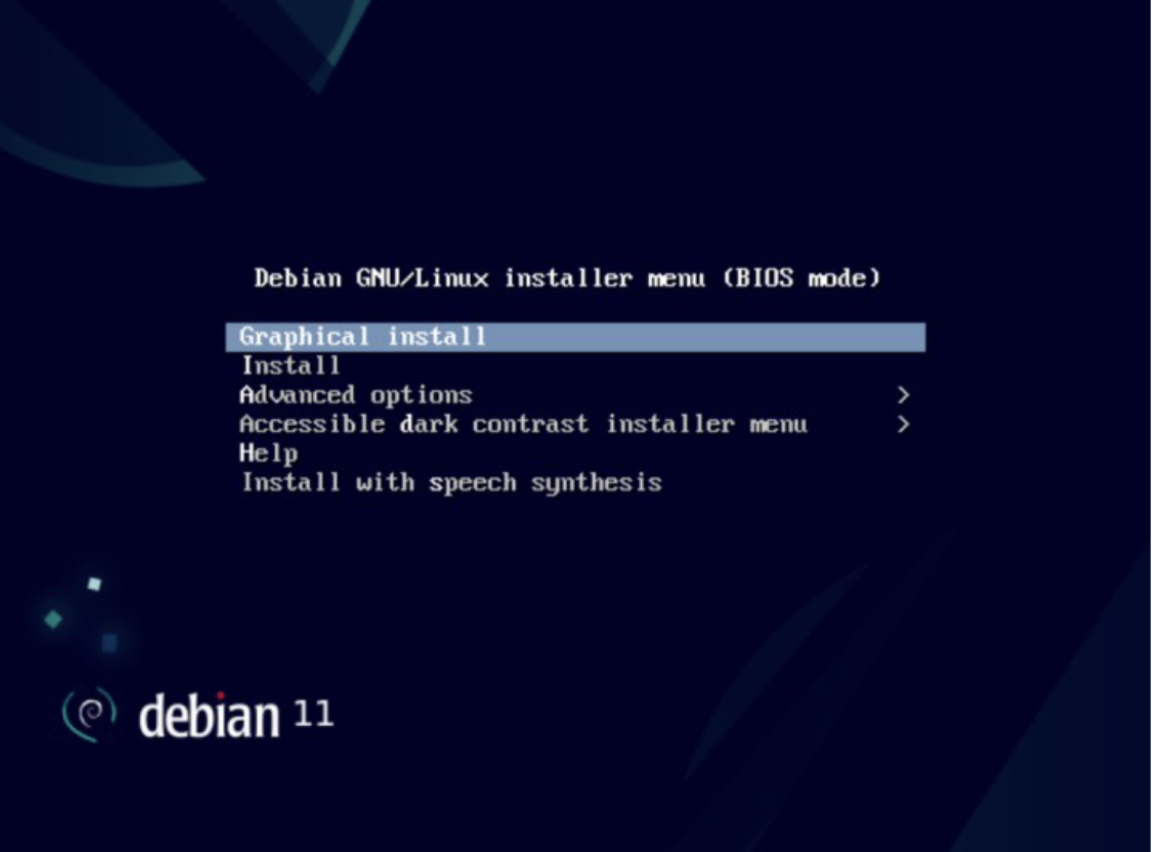 Debian GNU/Linux installer menu (BIOS mode)
Graphical install
Install
Advanced options >
Accessible dark contrast installer menu >
Help
Install with speech synthesis
debian 11